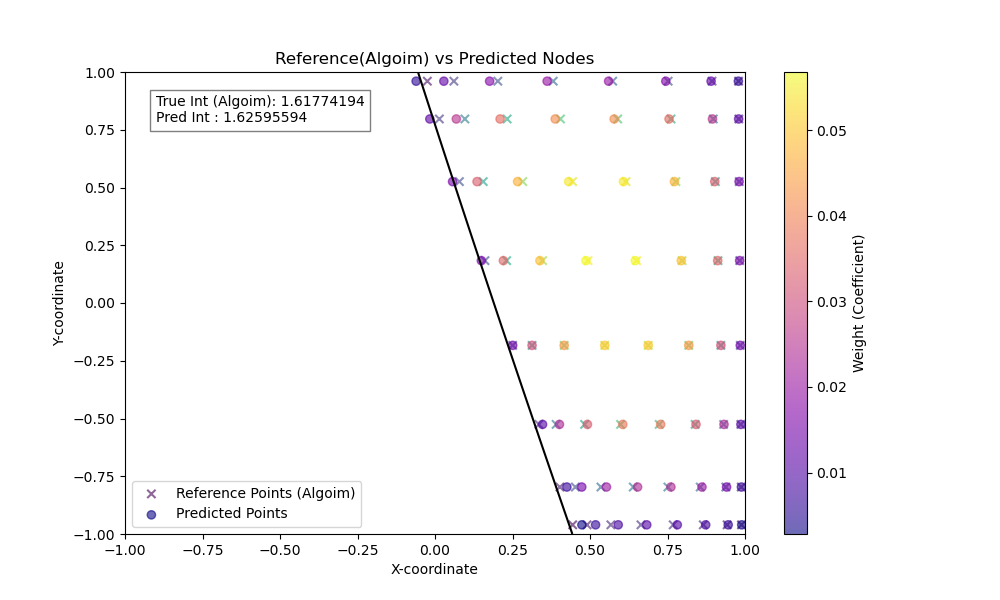 Reference(Algoim) vs Predicted Nodes
True Int (Algoim): 1.61774194
Pred Int : 1.62595594
1.00
0.75
0.50
0.25
0.00
−0.25
−0.50
−0.75
−1.00
Y-coordinate
Reference Points (Algoim)
Predicted Points
−1.00 −0.75 −0.50 −0.25 0.00 0.25 0.50 0.75 1.00
X-coordinate
0.05
0.04
0.03
0.02
0.01
Weight (Coefficient)